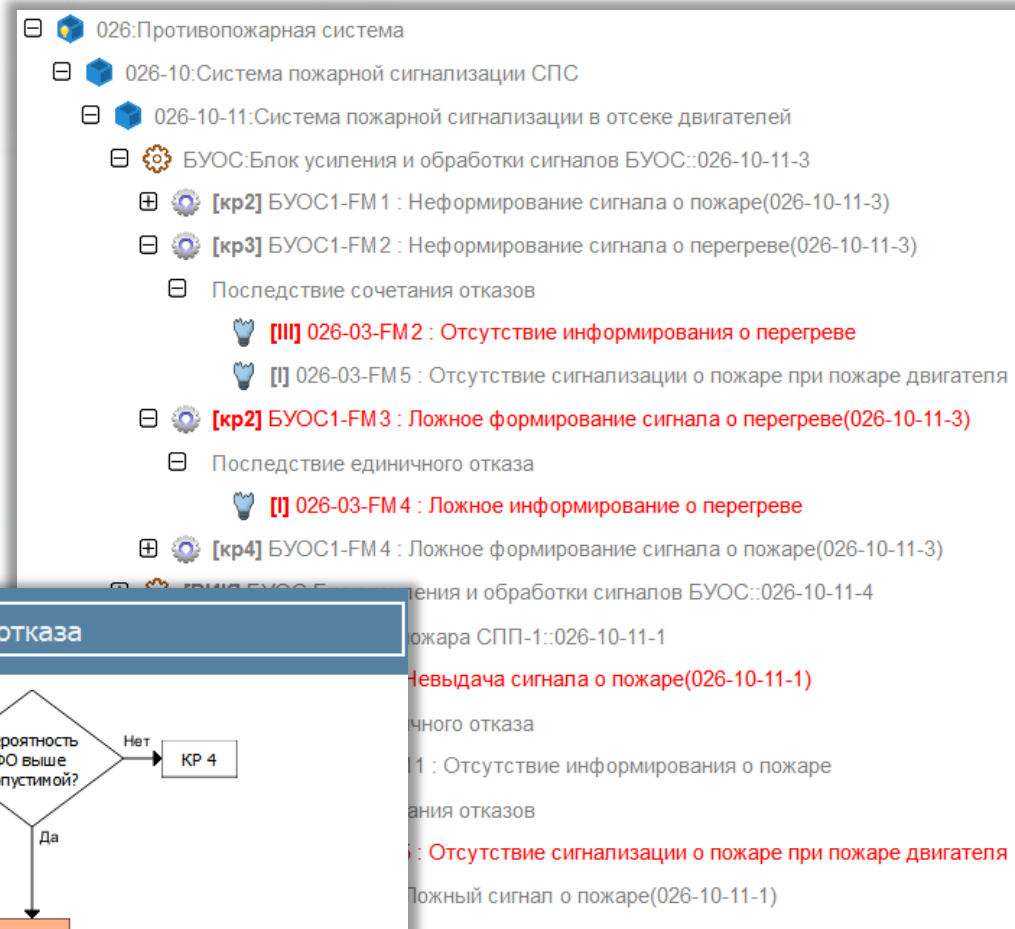 026:Противопожарная система
026-10:Система пожарной сигнализации СПС
026-10-11:Система пожарной сигнализации в отсеке двигателей
БУОС:Блок усиления и обработки сигналов БУОС::026-10-11-3
[кр2] БУОС1-FM1 : Неформирование сигнала о пожаре(026-10-11-3)
[кр3] БУОС1-FM2 : Неформирование сигнала о перегреве(026-10-11-3)
Последствие сочетания отказов
[III] 026-03-FM2 : Отсутствие информирования о перегреве
[I] 026-03-FM5 : Отсутствие сигнализации о пожаре при пожаре двигателя
[кр2] БУОС1-FM3 : Ложное формирование сигнала о перегреве(026-10-11-3)
Последствие единичного отказа
[I] 026-03-FM4 : Ложное информирование о перегреве
[кр4] БУОС1-FM4 : Ложное формирование сигнала о пожаре(026-10-11-3)
и обработки сигналов БУОС::026-10-11-4
СПП-1::026-10-11-1
Невыдача сигнала о пожаре(026-10-11-1)
отказа
: Отсутствие информирования о пожаре
отказов
: Отсутствие сигнализации о пожаре при пожаре двигателя
Ложный сигнал о пожаре(026-10-11-1)
отказа
выше
Нет
КР 4
Да